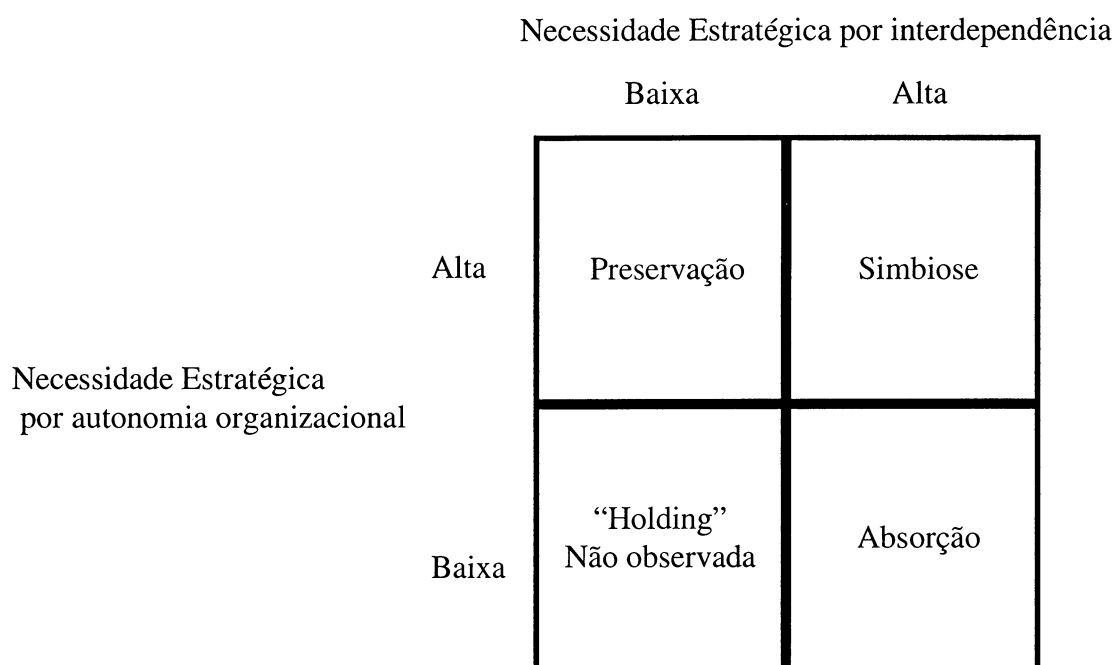 Necessidade Estratégica por interdependência
Baixa Alta
Alta Preservação Simbiose
Necessidade Estratégica
por autonomia organizacional
“Holding”
Não observada
Absorção
Baixa